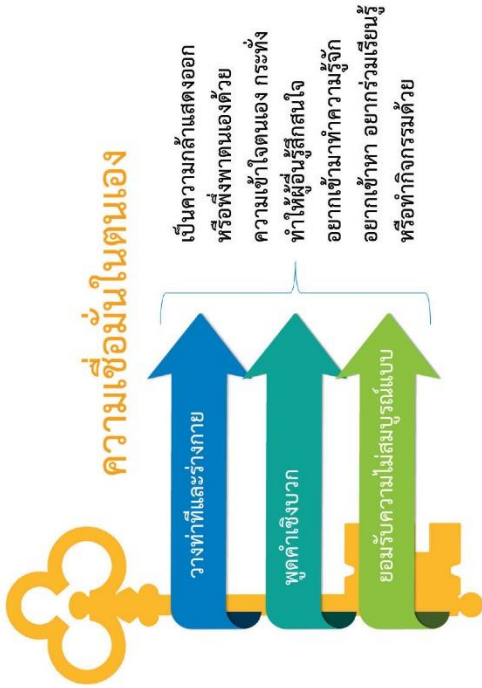 ความเชื่อมั่นในตนเอง
วางท่าทีและร่างกาย
พูดคำเชิงบวก
ยอมรับความไม่สมบูรณ์แบบ
เป็นความกล้าแสดงออก
หรือพึ่งพาตนเองด้วย
ความเข้าใจตนเอง กระทั่ง
ทำให้ผู้อื่นรู้สึกสนใจ
อยากเข้ามาทำความรู้จัก
อยากเข้าหา อยากร่วมเรียนรู้
หรือทำกิจกรรมด้วย